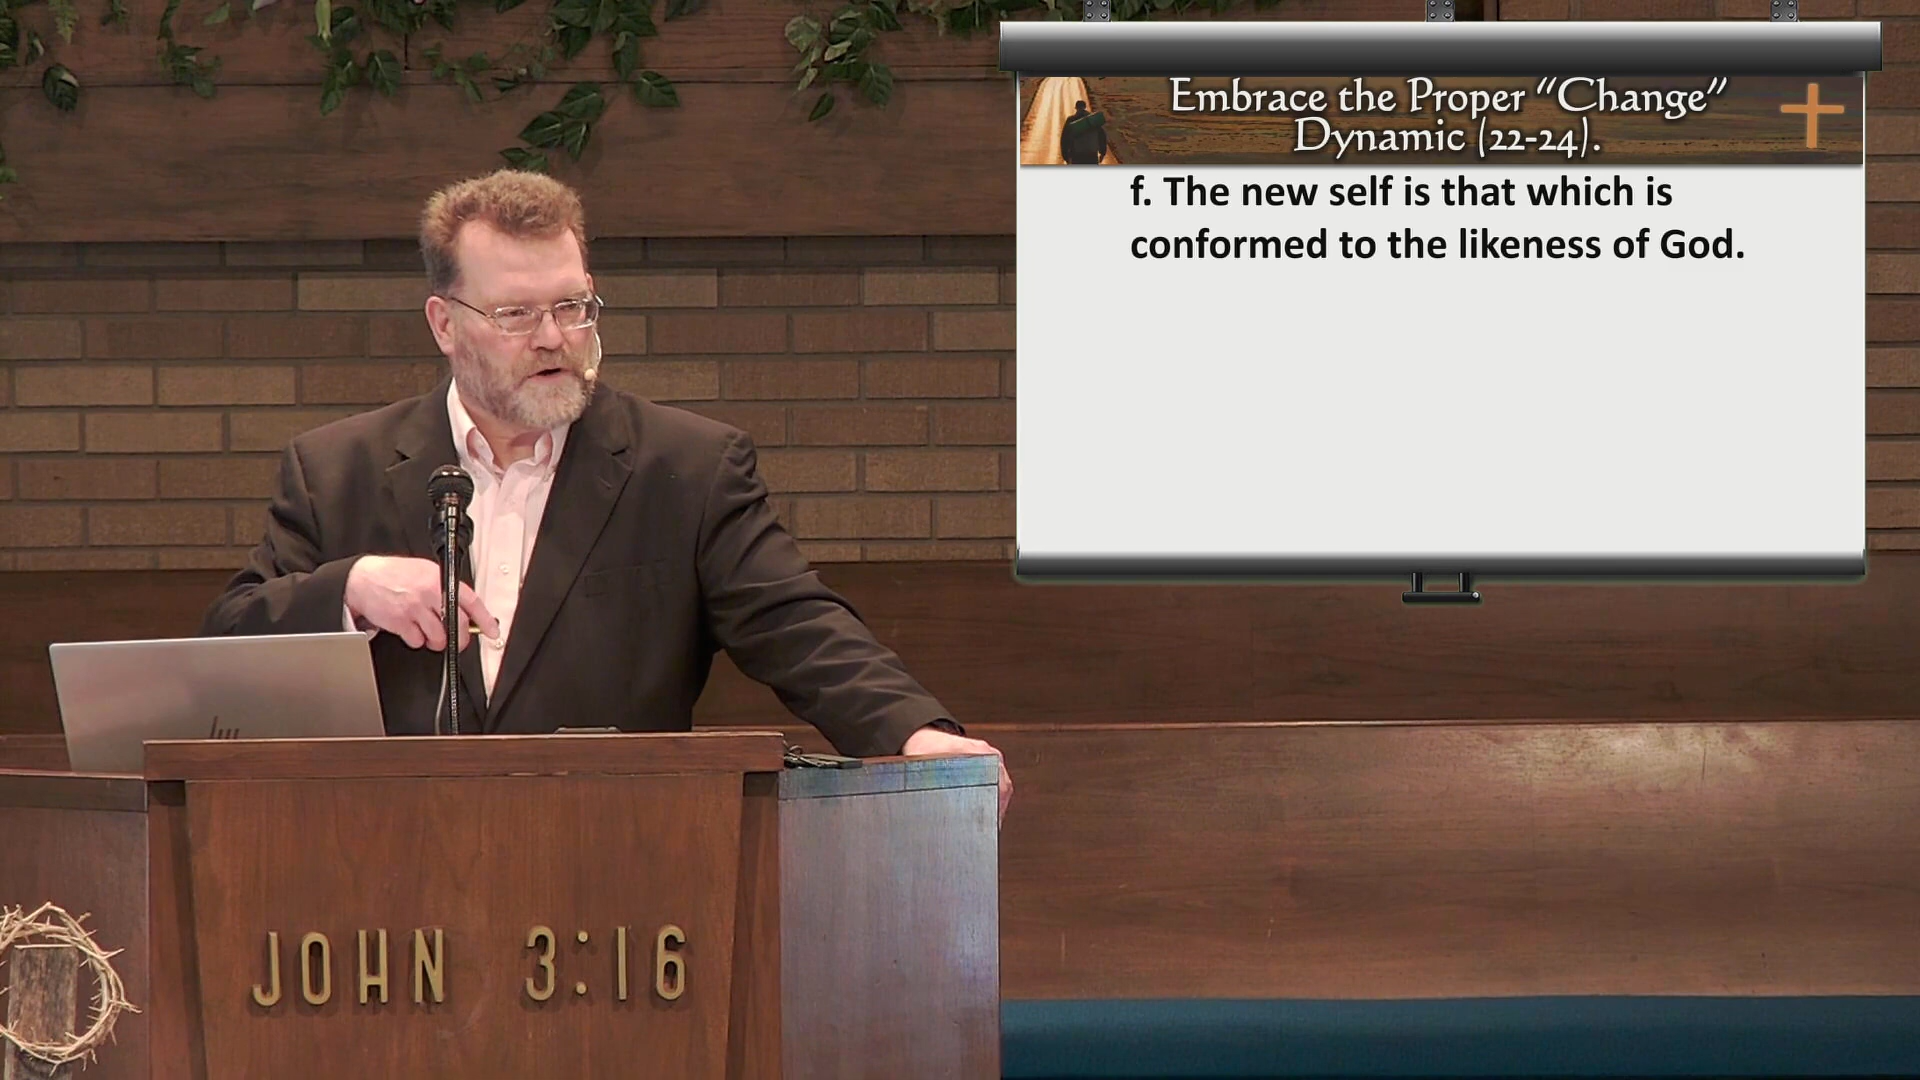 Embrace the Proper "Change"
Dynamic (22-24).
f. The new self is that which is
conformed to the likeness of God.
hp
JOHN 3:16